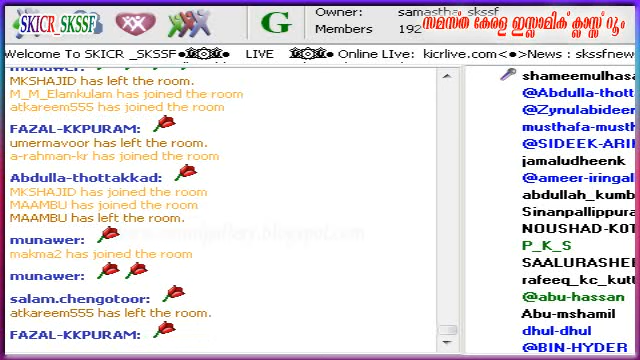 SKICR SKSSF
G
Owner: samastha_skssf
Members 192
സമസ്ത കേരള ഇസ്ലാമിക് ക്ലാസ്സ് റൂം
Welcome To SKICR _SKSSF LIVE Online LIve: kicrlive.com<●>News : skssfnew
munawer:
MKSHAJID has left the room.
M_M_Elamkulam has joined the room
atkareem555 has joined the room
FAZAL-KKPURAM:
umermavoor has left the room.
a-rahman-kr has joined the room
Abdulla-thottakkad:
MKSHAJID has joined the room
MAAMBU has joined the room
MAAMBU has left the room.
munawer:
makma2 has joined the room
munawer:
salam.chengotoor:
atkareem555 has left the room.
FAZAL-KKPURAM:
shameemulhasa
@Abdulla-thotta
@Zynulabideen
musthafa-musth
@SIDEEK-ARIN
jamaludheenk
@ameer-iringal
abdullah_kumb
Sinanpallippura
NOUSHAD-KOT
P_K_S
SAALURASHEE
rafeeq_kc_kutt
@abu-hassan
Abu-mshamil
dhul-dhul
@BIN-HYDER